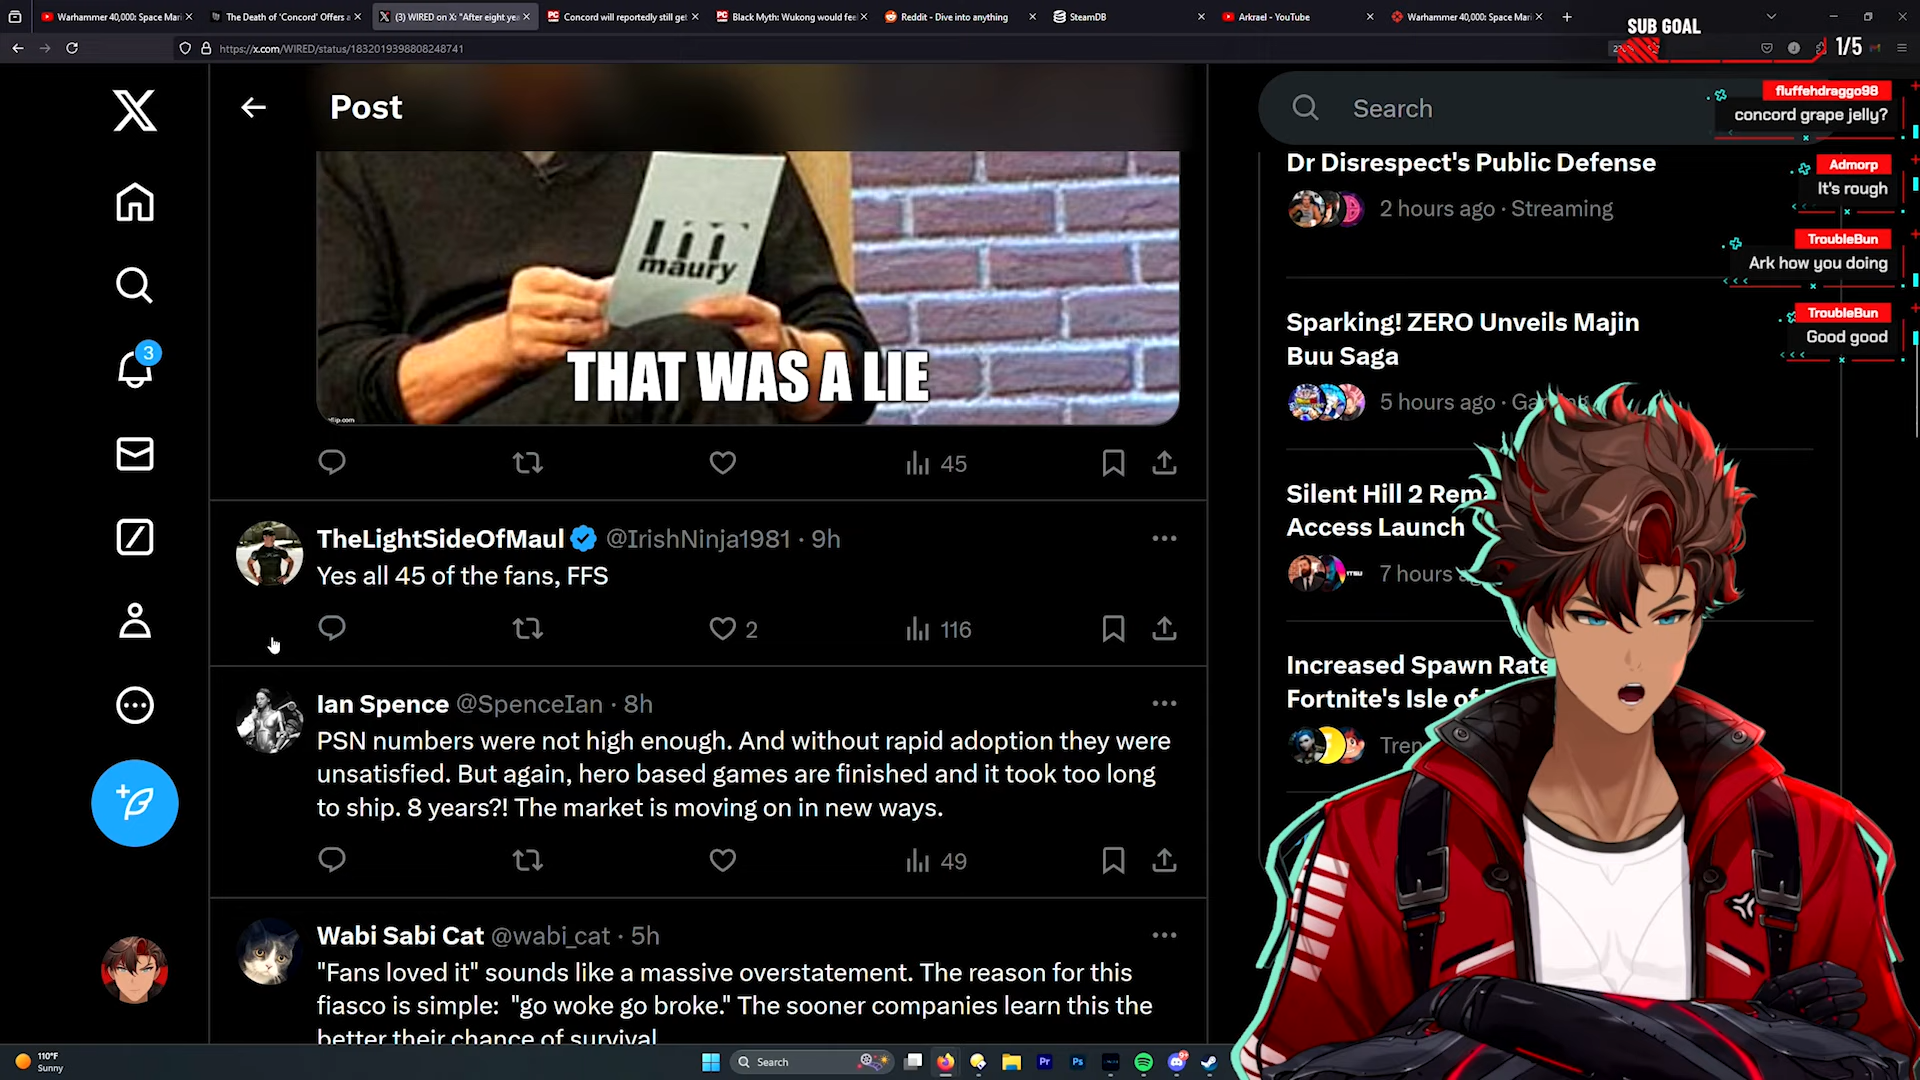 Warhammer 40,000: Space Mari
The Death of 'Concord' Offers a
(3) WIRED on X: "After eight yea
Concord will reportedly still get
Black Myth: Wukong would feel
Reddit - Dive into anything
SteamDB
Arkrael - YouTube
Warhammer 40,000: Space Mari
https://x.com/WIRED/status/1832019398808248741
SUB GOAL
1/5
Post
Search
fluffehdraggo98
concord grape jelly?
Admorp
It's rough
TroubleBun
Ark how you doing
TroubleBun
Good good
maury
THAT WAS A LIE
45
TheLightSideOfMaul @IrishNinja1981 · 9h
Yes all 45 of the fans, FFS
2
116
Ian Spence @SpenceIan · 8h
PSN numbers were not high enough. And without rapid adoption they were
unsatisfied. But again, hero based games are finished and it took too long
to ship. 8 years?! The market is moving on in new ways.
49
Wabi Sabi Cat @wabi_cat · 5h
"Fans loved it" sounds like a massive overstatement. The reason for this
fiasco is simple: "go woke go broke." The sooner companies learn this the
better their chance of survival
Dr Disrespect's Public Defense
2 hours ago · Streaming
Sparking! ZERO Unveils Majin
Buu Saga
5 hours ago ·
Silent Hill 2
Access Launch
7 hours
Increased Spawn Rate
Fortnite's Isle of
3
110°F
Sunny
Search
Pr
Ps